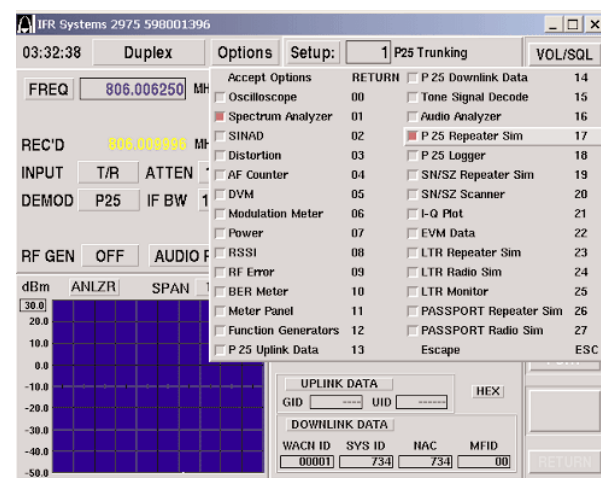 IFR Systems 2975 598001396
03:32:38 Duplex Options Setup: 1 P25 Trunking VOL/SQL
FREQ 806.006250 MH
REC'D 806.009996 MH
INPUT T/R ATTEN
DEMOD P25 IF BW 1
RF GEN OFF AUDIO F
dBm ANLZR SPAN
30.0
20.0
10.0
0.0
-10.0
-20.0
-30.0
-40.0
-50.0
Accept Options RETURN
Oscilloscope 00
Spectrum Analyzer 01
SINAD 02
Distortion 03
AF Counter 04
DVM 05
Modulation Meter 06
Power 07
RSSI 08
RF Error 09
BER Meter 10
Meter Panel 11
Function Generators 12
P 25 Uplink Data 13
P 25 Downlink Data 14
Tone Signal Decode 15
Audio Analyzer 16
P 25 Repeater Sim 17
P 25 Logger 18
SN/SZ Repeater Sim 19
SN/SZ Scanner 20
I-Q Plot 21
EVM Data 22
LTR Repeater Sim 23
LTR Radio Sim 24
LTR Monitor 25
PASSPORT Repeater Sim 26
PASSPORT Radio Sim 27
Escape ESC
UPLINK DATA
GID ---- UID ------
HEX
DOWNLINK DATA
WACN ID SYS ID NAC MFID
00001 734 734 00
RETURN